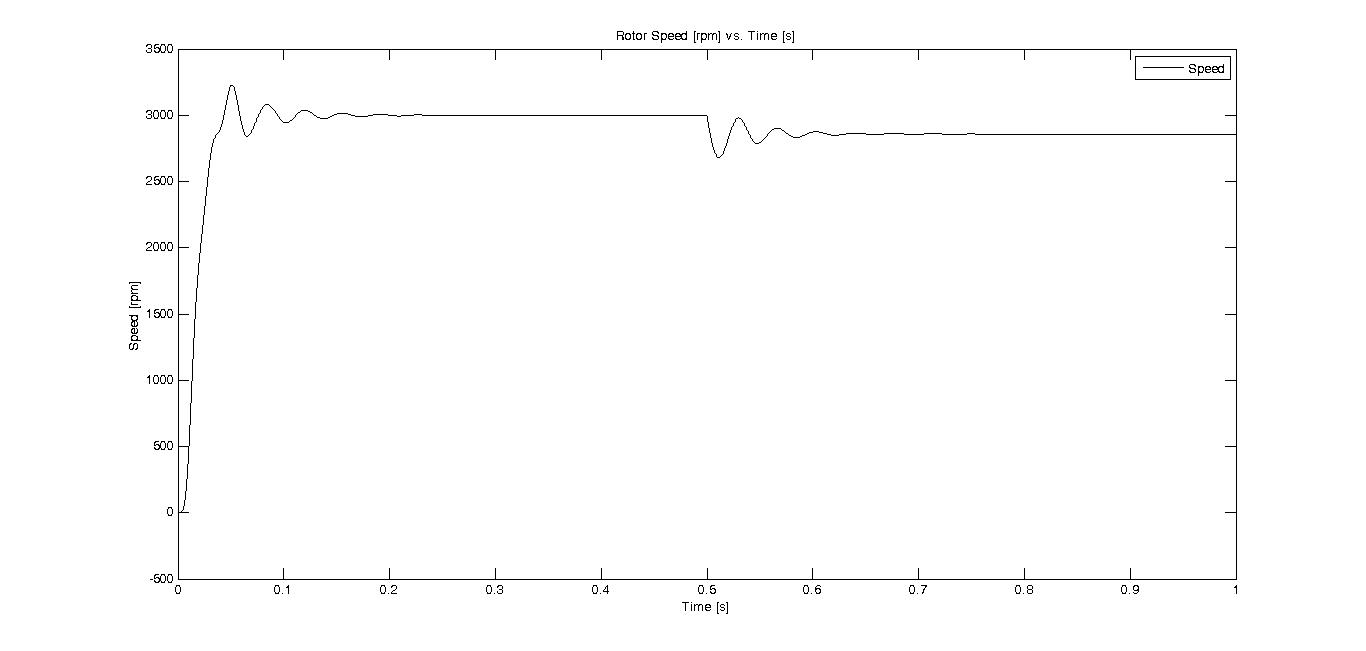 Rotor Speed [rpm] vs. Time [s]
3500
Speed
3000
2500
2000
1500
Speed [rpm]
1000
500
0
-500
0 0.1 0.2 0.3 0.4 0.5 0.6 0.7 0.8 0.9 1
Time [s]